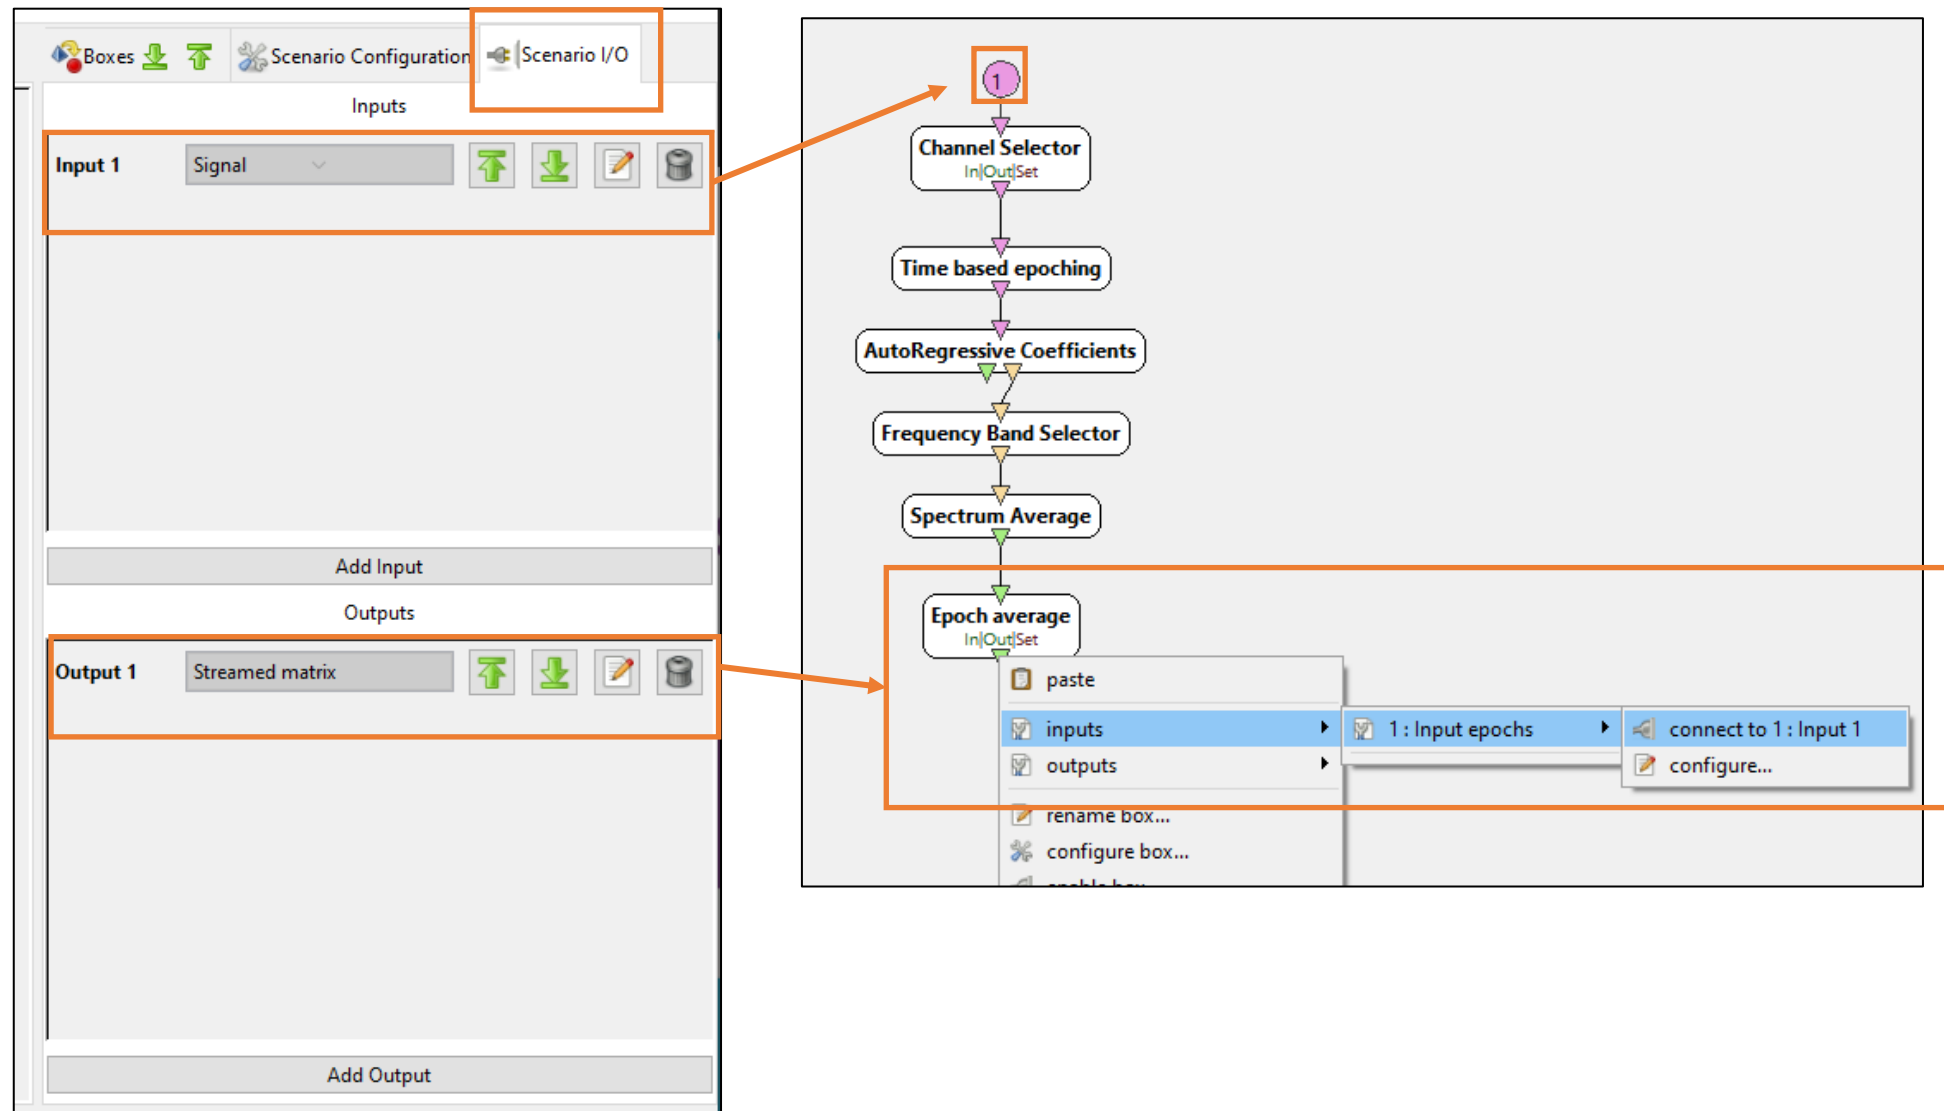 Boxes
Scenario Configuration
Scenario I/O
Inputs
Input 1
Signal
Add Input
Outputs
Output 1
Streamed matrix
Add Output
1
Channel Selector
In|Out|Set
Time based epoching
AutoRegressive Coefficients
Frequency Band Selector
Spectrum Average
Epoch average
In|Out|Set
paste
inputs
outputs
rename box...
configure box...
1 : Input epochs
connect to 1 : Input 1
configure...